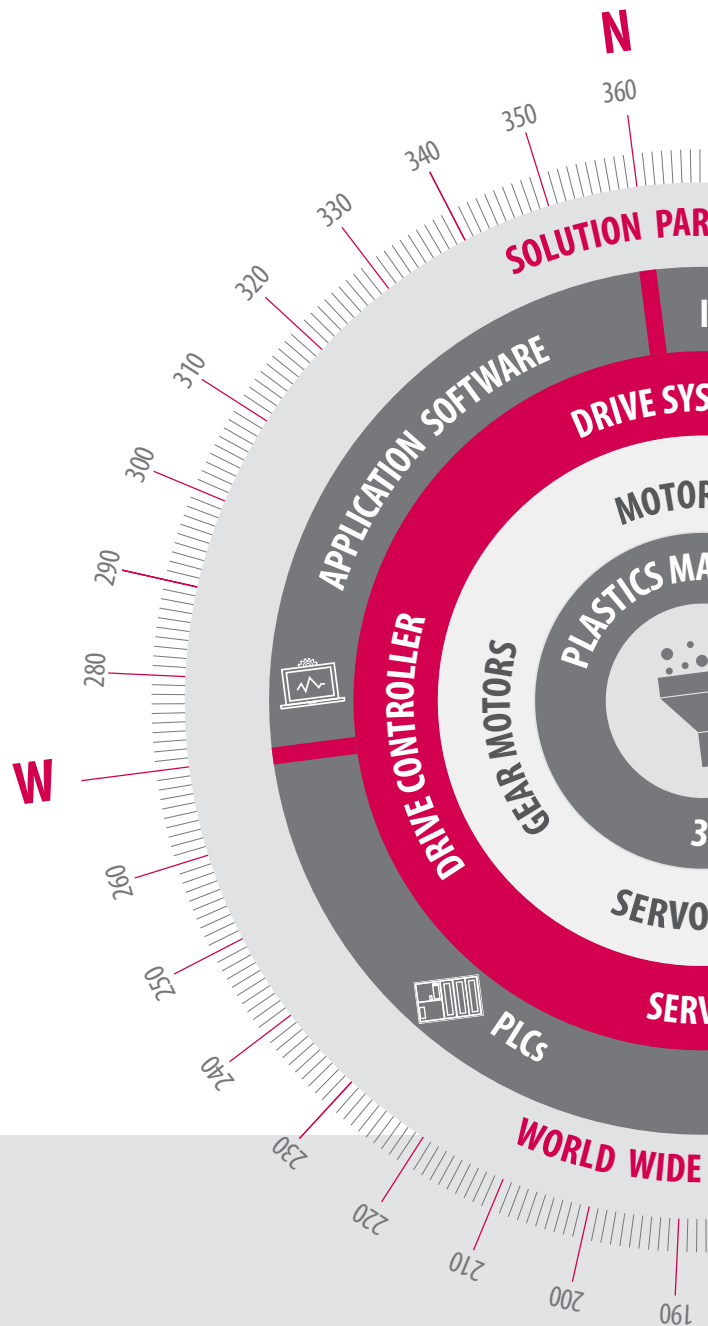 N
360
350
340
330
320
310
300
290
280
W
260
250
240
230
220
210
200
190
SOLUTION PAR
APPLICATION SOFTWARE
I
DRIVE SYS
DRIVE CONTROLLER
MOTOR
GEAR MOTORS
PLASTICS MA
3
SERVO
SERV
PLCs
WORLD WIDE